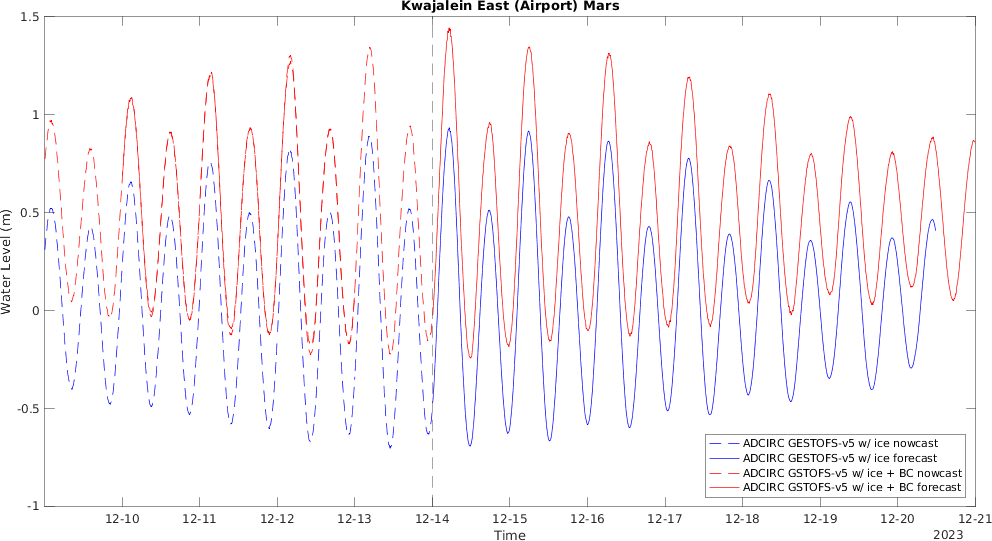 Kwajalein East (Airport) Mars
1.5
1
0.5
0
-0.5
-1
Water Level (m)
ADCIRC GESTOFS-v5 w/ ice nowcast
ADCIRC GESTOFS-v5 w/ ice forecast
ADCIRC GSTOFS-v5 w/ ice + BC nowcast
ADCIRC GSTOFS-v5 w/ ice + BC forecast
12-10 12-11 12-12 12-13 12-14 12-15 12-16 12-17 12-18 12-19 12-20 12-21
Time
2023